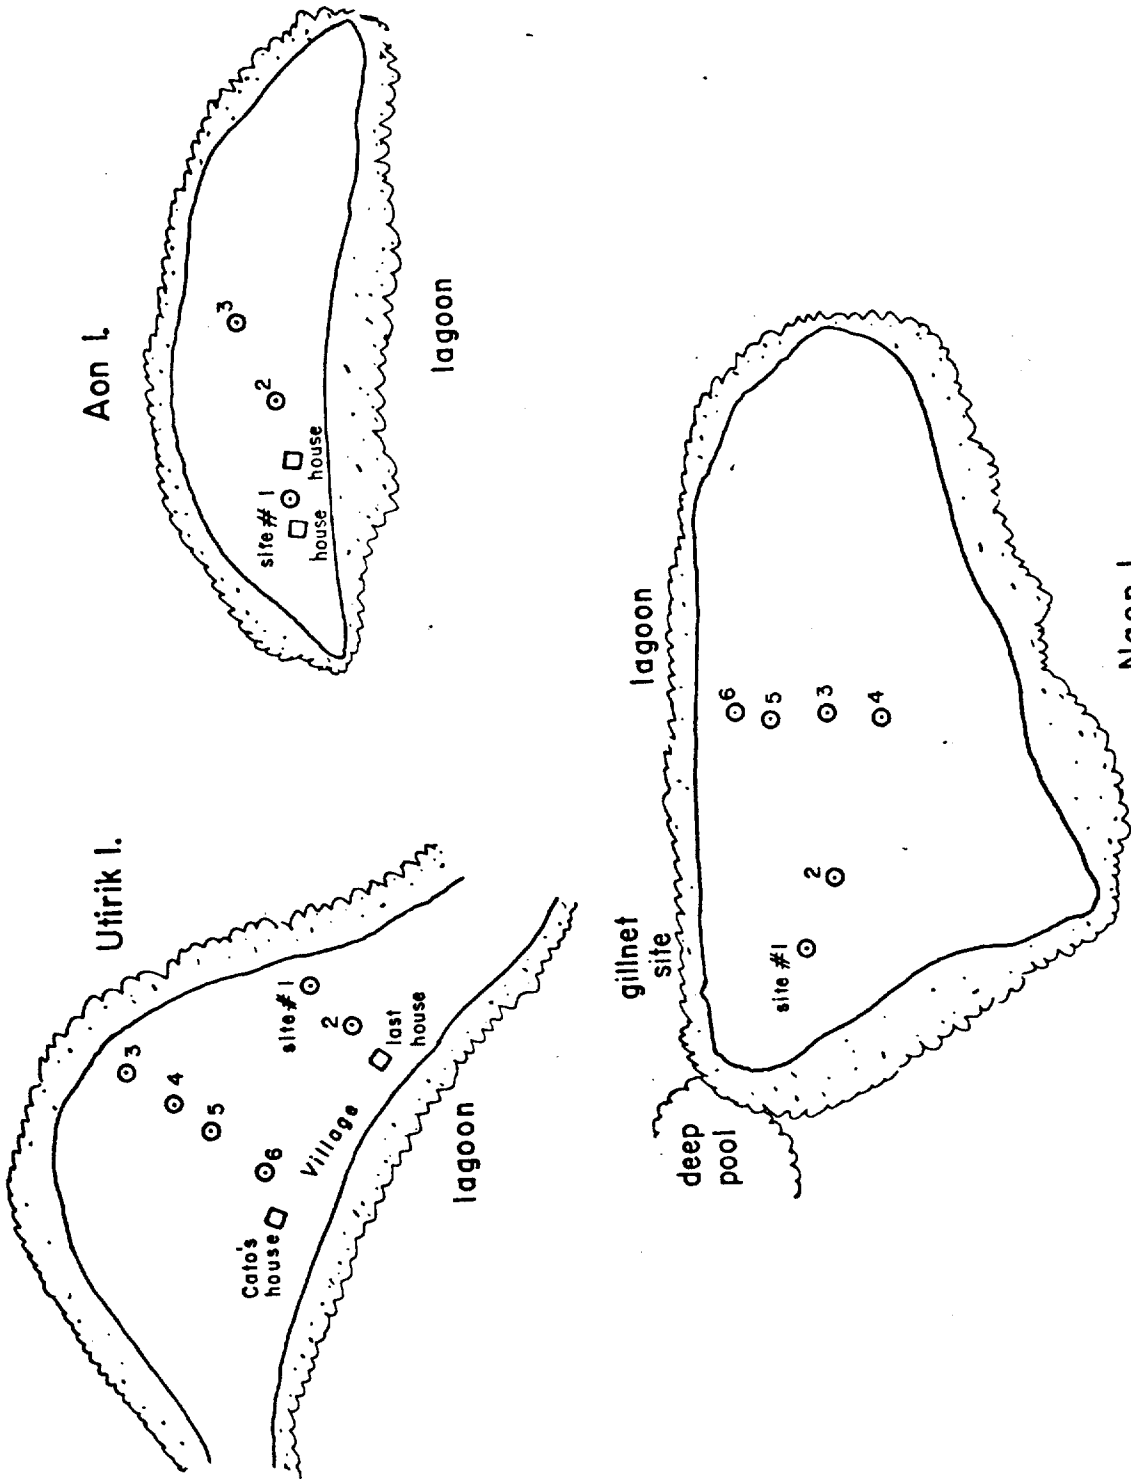 Utirik I.
3
4
5
6
site # 1
2
last
house
Village
Cato's
house
lagoon
Aon I.
3
2
site # 1
house
house
lagoon
gillnet
site
lagoon
deep
pool
site #1
2
6
5
3
4